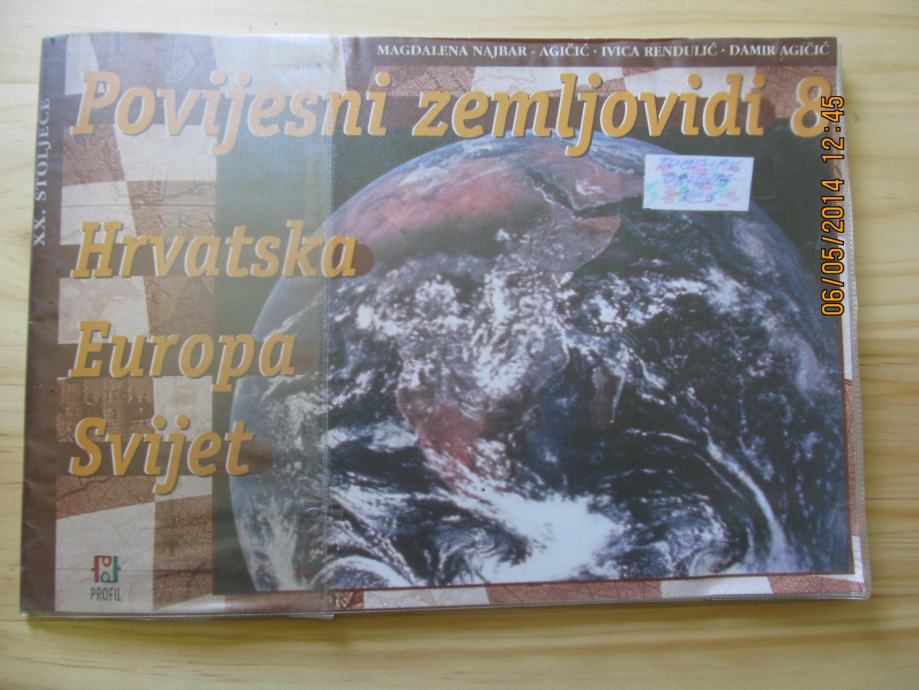 MAGDALENA NAJBAR - AGIČIĆ · IVICA RENDULIĆ · DAMIR AGIČIĆ
Povijesni zemljovidi 8
XX. STOLJEĆE
Hrvatska
Europa
Svijet
PROFIL
06/05/2014 12:45